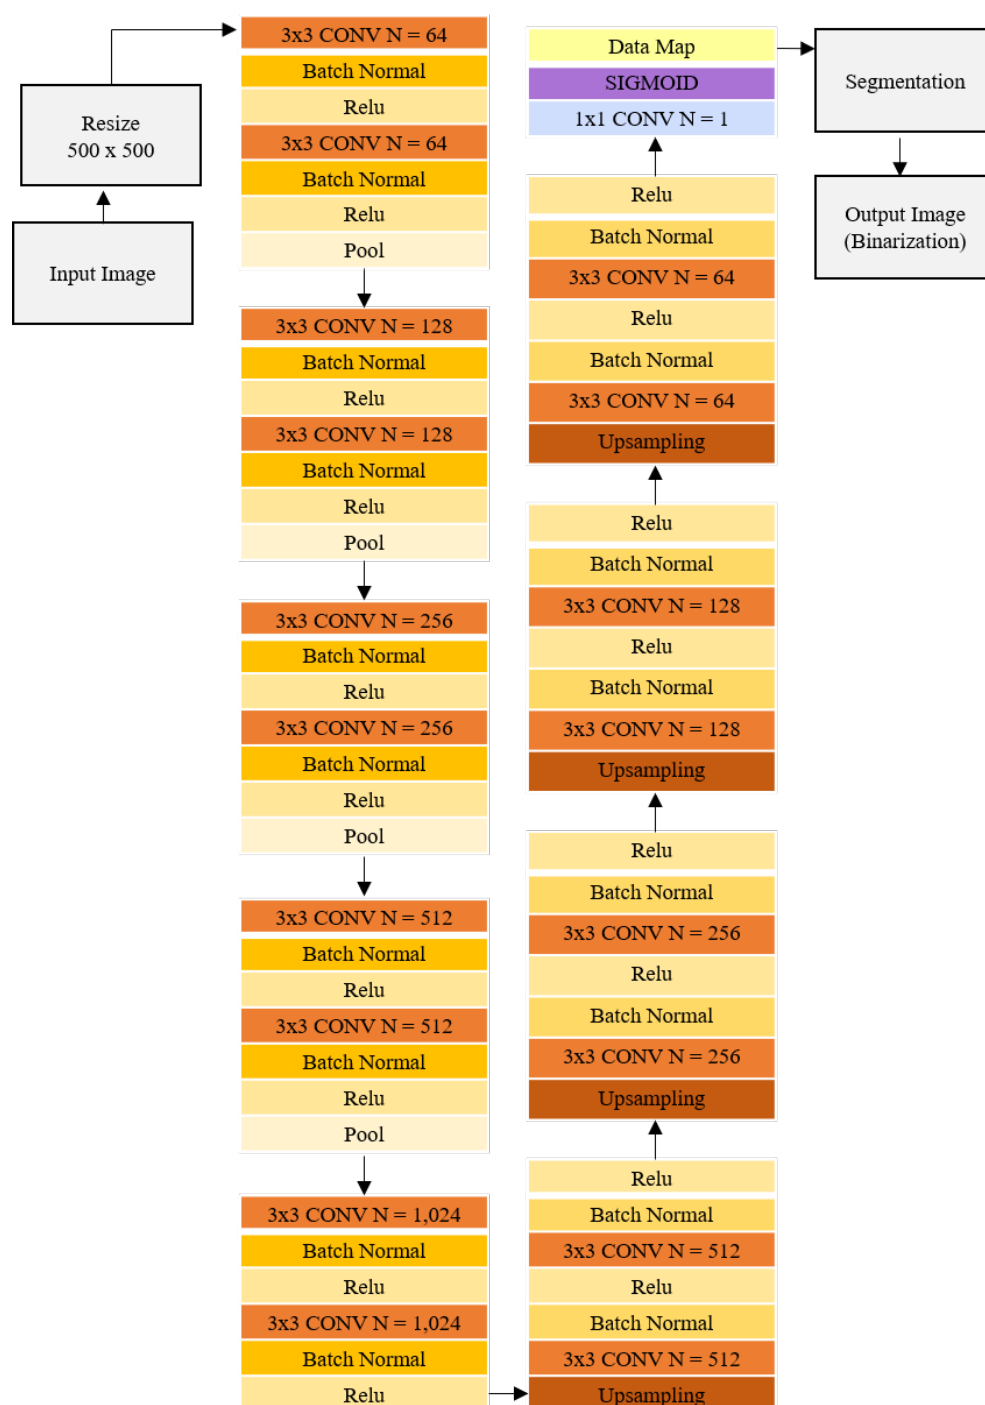 Input Image
Resize
500 x 500
3x3 CONV N = 64
Batch Normal
Relu
3x3 CONV N = 64
Batch Normal
Relu
Pool
3x3 CONV N = 128
Batch Normal
Relu
3x3 CONV N = 128
Batch Normal
Relu
Pool
3x3 CONV N = 256
Batch Normal
Relu
3x3 CONV N = 256
Batch Normal
Relu
Pool
3x3 CONV N = 512
Batch Normal
Relu
3x3 CONV N = 512
Batch Normal
Relu
Pool
3x3 CONV N = 1,024
Batch Normal
Relu
3x3 CONV N = 1,024
Batch Normal
Relu
Data Map
SIGMOID
1x1 CONV N = 1
Relu
Batch Normal
3x3 CONV N = 64
Relu
Batch Normal
3x3 CONV N = 64
Upsampling
Relu
Batch Normal
3x3 CONV N = 128
Relu
Batch Normal
3x3 CONV N = 128
Upsampling
Relu
Batch Normal
3x3 CONV N = 256
Relu
Batch Normal
3x3 CONV N = 256
Upsampling
Relu
Batch Normal
3x3 CONV N = 512
Relu
Batch Normal
3x3 CONV N = 512
Upsampling
Segmentation
Output Image
(Binarization)